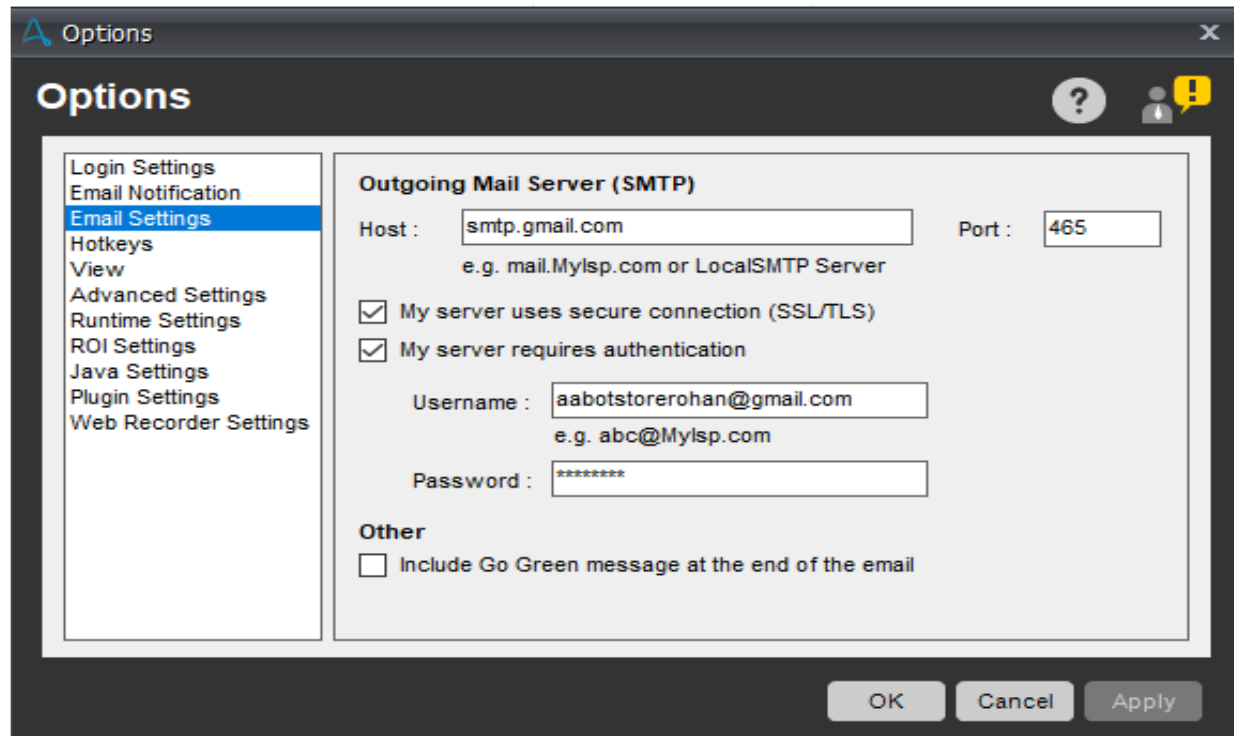 Options
Options
Login Settings
Email Notification
Email Settings
Hotkeys
View
Advanced Settings
Runtime Settings
ROI Settings
Java Settings
Plugin Settings
Web Recorder Settings
Outgoing Mail Server (SMTP)
Host : smtp.gmail.com Port : 465
e.g. mail.MyIsp.com or LocalSMTP Server
My server uses secure connection (SSL/TLS)
My server requires authentication
Username : aabotstorerohan@gmail.com
e.g. abc@MyIsp.com
Password : ********
Other
Include Go Green message at the end of the email
OK Cancel Apply